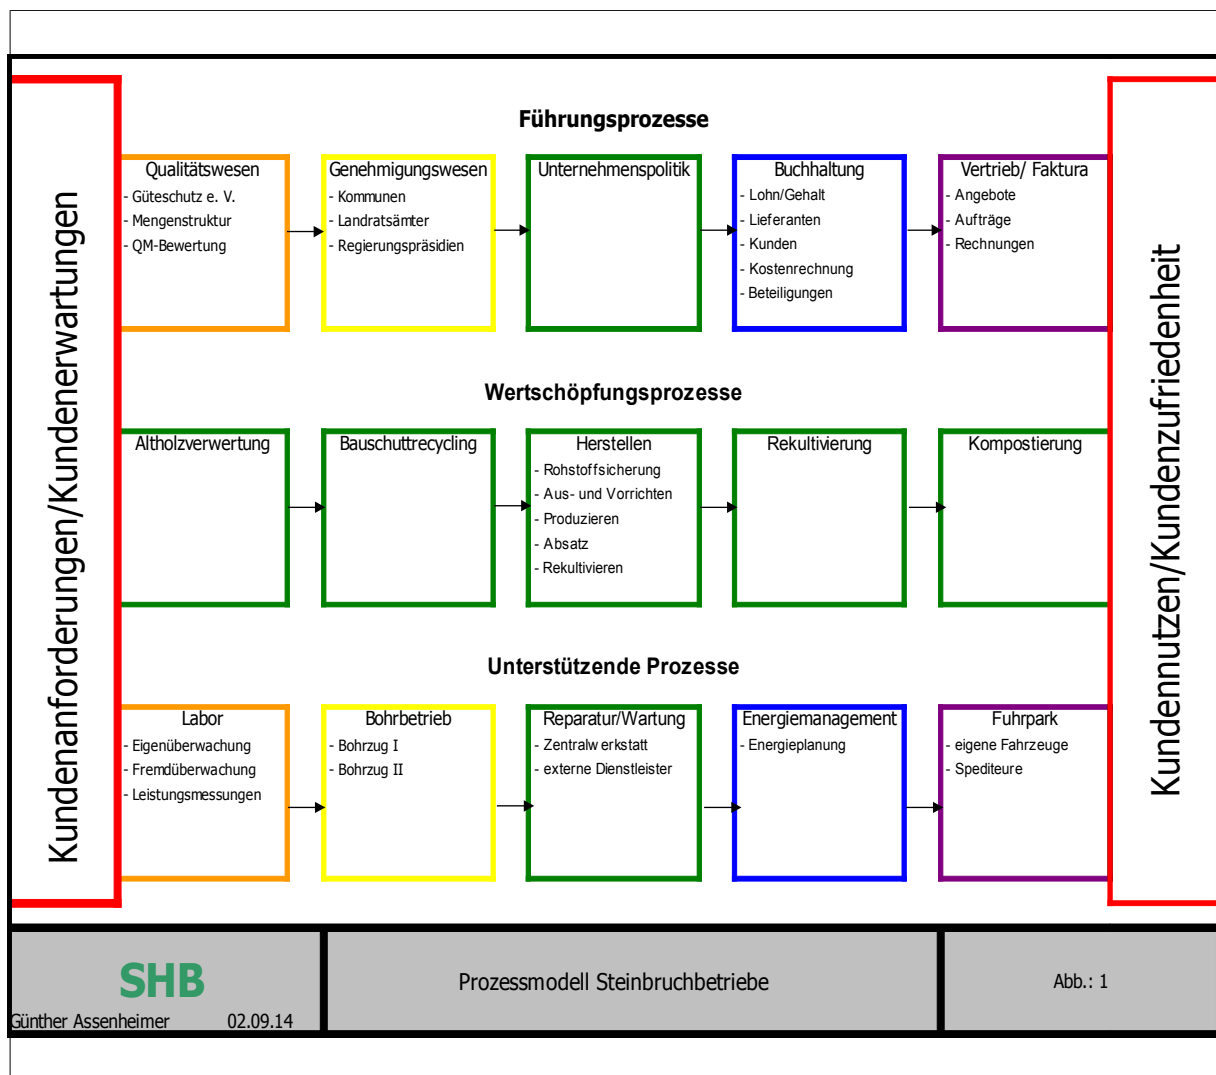 Kundenanforderungen/Kundenerwartungen
Führungsprozesse
Qualitätswesen
- Güteschutz e. V.
- Mengenstruktur
- QM-Bewertung
Genehmigungswesen
- Kommunen
- Landratsämter
- Regierungspräsidien
Unternehmenspolitik
Buchhaltung
- Lohn/Gehalt
- Lieferanten
- Kunden
- Kostenrechnung
- Beteiligungen
Vertrieb/ Faktura
- Angebote
- Aufträge
- Rechnungen
Wertschöpfungsprozesse
Altholzverwertung
Bauschuttrecycling
Herstellen
- Rohstoffsicherung
- Aus- und Vorrichten
- Produzieren
- Absatz
- Rekultivieren
Rekultivierung
Kompostierung
Unterstützende Prozesse
Labor
- Eigenüberwachung
- Fremdüberwachung
- Leistungsmessungen
Bohrbetrieb
- Bohrzug I
- Bohrzug II
Reparatur/Wartung
- Zentralwerkstatt
- externe Dienstleister
Energiemanagement
- Energieplanung
Fuhrpark
- eigene Fahrzeuge
- Spediteure
Kundennutzen/Kundenzufriedenheit
SHB
Günther Assenheimer 02.09.14
Prozessmodell Steinbruchbetriebe
Abb.: 1